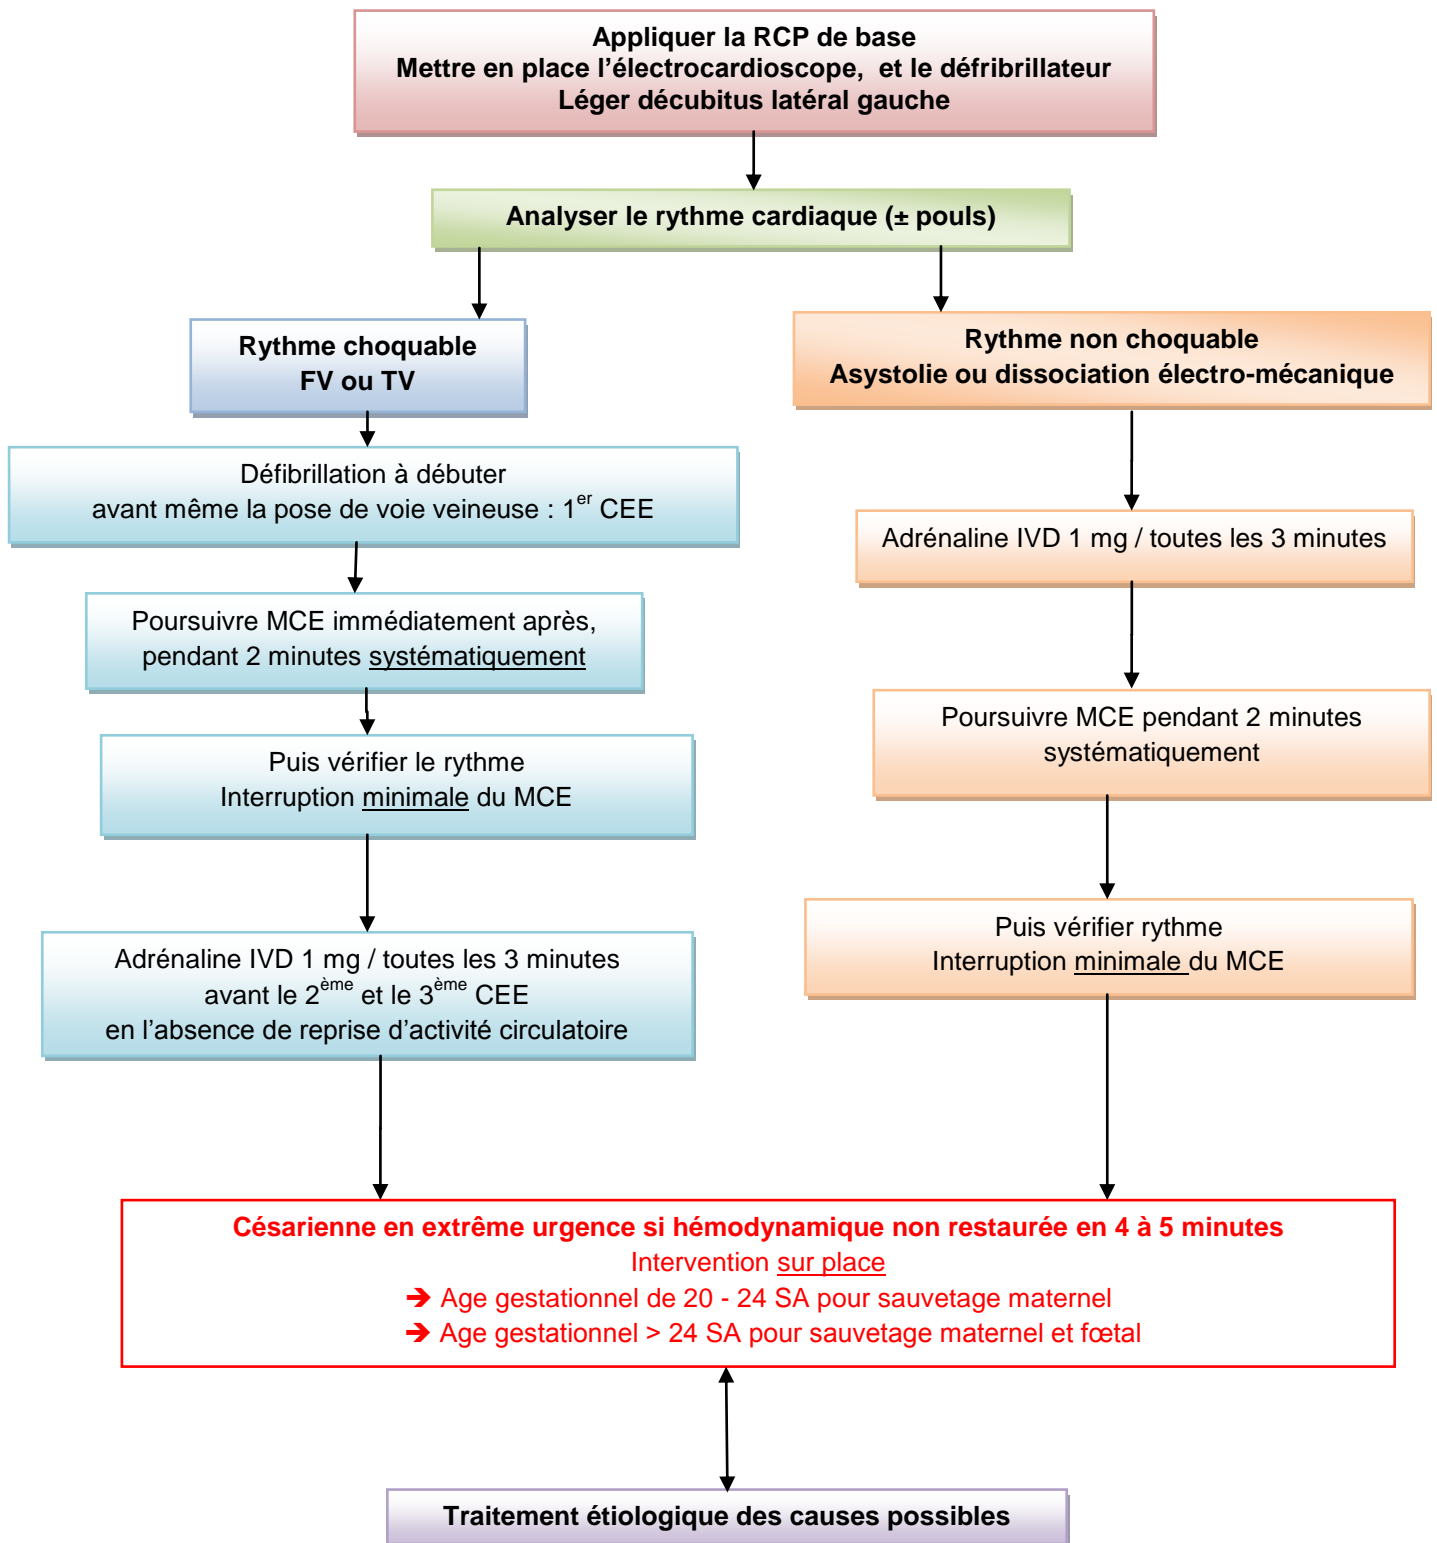 Appliquer la RCP de base
Mettre en place l'électrocardioscope, et le défribrillateur
Léger décubitus latéral gauche
Analyser le rythme cardiaque (± pouls)
Rythme choquable
FV ou TV
Défibrillation à débuter
avant même la pose de voie veineuse : 1er CEE
Poursuivre MCE immédiatement après,
pendant 2 minutes systématiquement
Puis vérifier le rythme
Interruption minimale du MCE
Adrénaline IVD 1 mg / toutes les 3 minutes
avant le 2ème et le 3ème CEE
en l'absence de reprise d'activité circulatoire
Rythme non choquable
Asystolie ou dissociation électro-mécanique
Adrénaline IVD 1 mg / toutes les 3 minutes
Poursuivre MCE pendant 2 minutes
systématiquement
Puis vérifier rythme
Interruption minimale du MCE
Césarienne en extrême urgence si hémodynamique non restaurée en 4 à 5 minutes
Intervention sur place
➔ Age gestationnel de 20 - 24 SA pour sauvetage maternel
➔ Age gestationnel > 24 SA pour sauvetage maternel et fœtal
Traitement étiologique des causes possibles